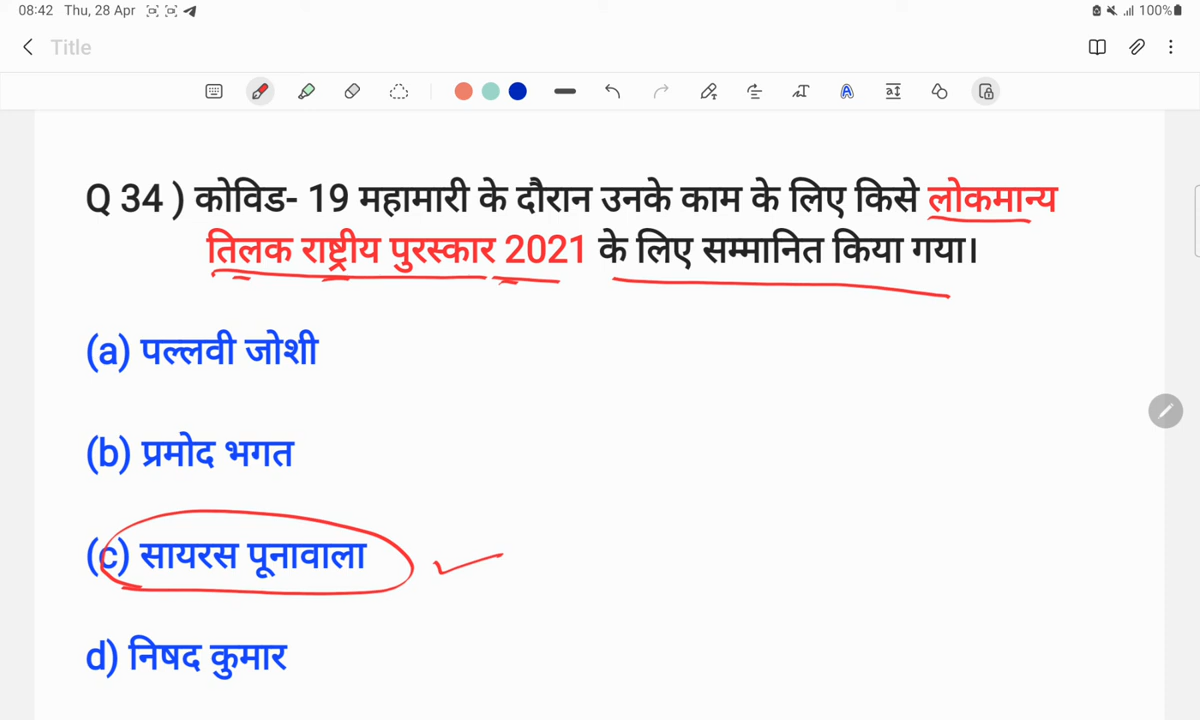 08:42 Thu, 28 Apr 100%
Title
Q 34 ) कोविड- 19 महामारी के दौरान उनके काम के लिए किसे लोकमान्य
तिलक राष्ट्रीय पुरस्कार 2021 के लिए सम्मानित किया गया।
(a) पल्लवी जोशी
(b) प्रमोद भगत
(c) सायरस पूनावाला
d) निषद कुमार